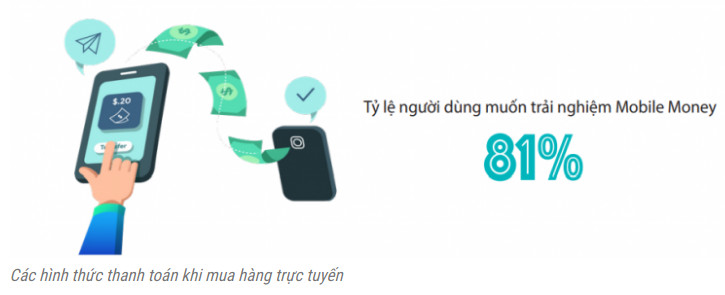 $.20
Tỷ lệ người dùng muốn trải nghiệm Mobile Money
81%
Các hình thức thanh toán khi mua hàng trực tuyến